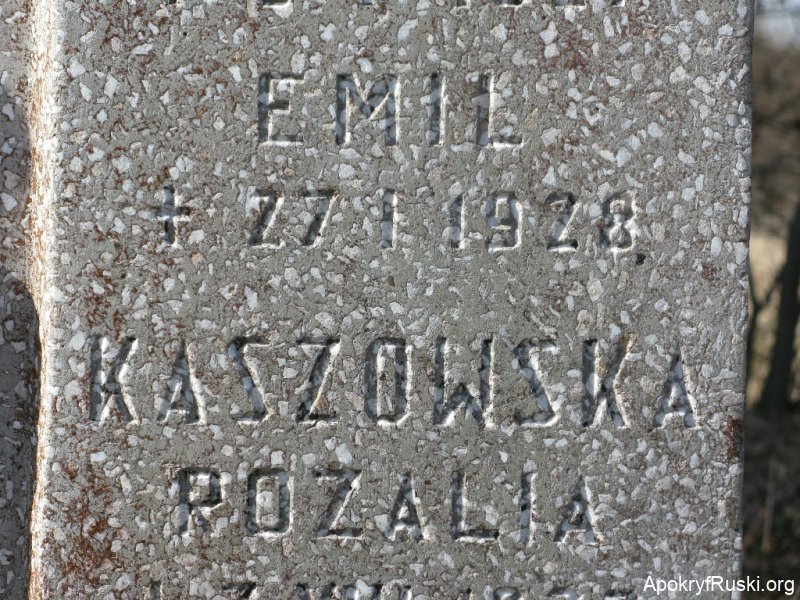 EMIL
† 27 I 1928
KASZOWSKA
ROZALIA
ApokryfRuski.org